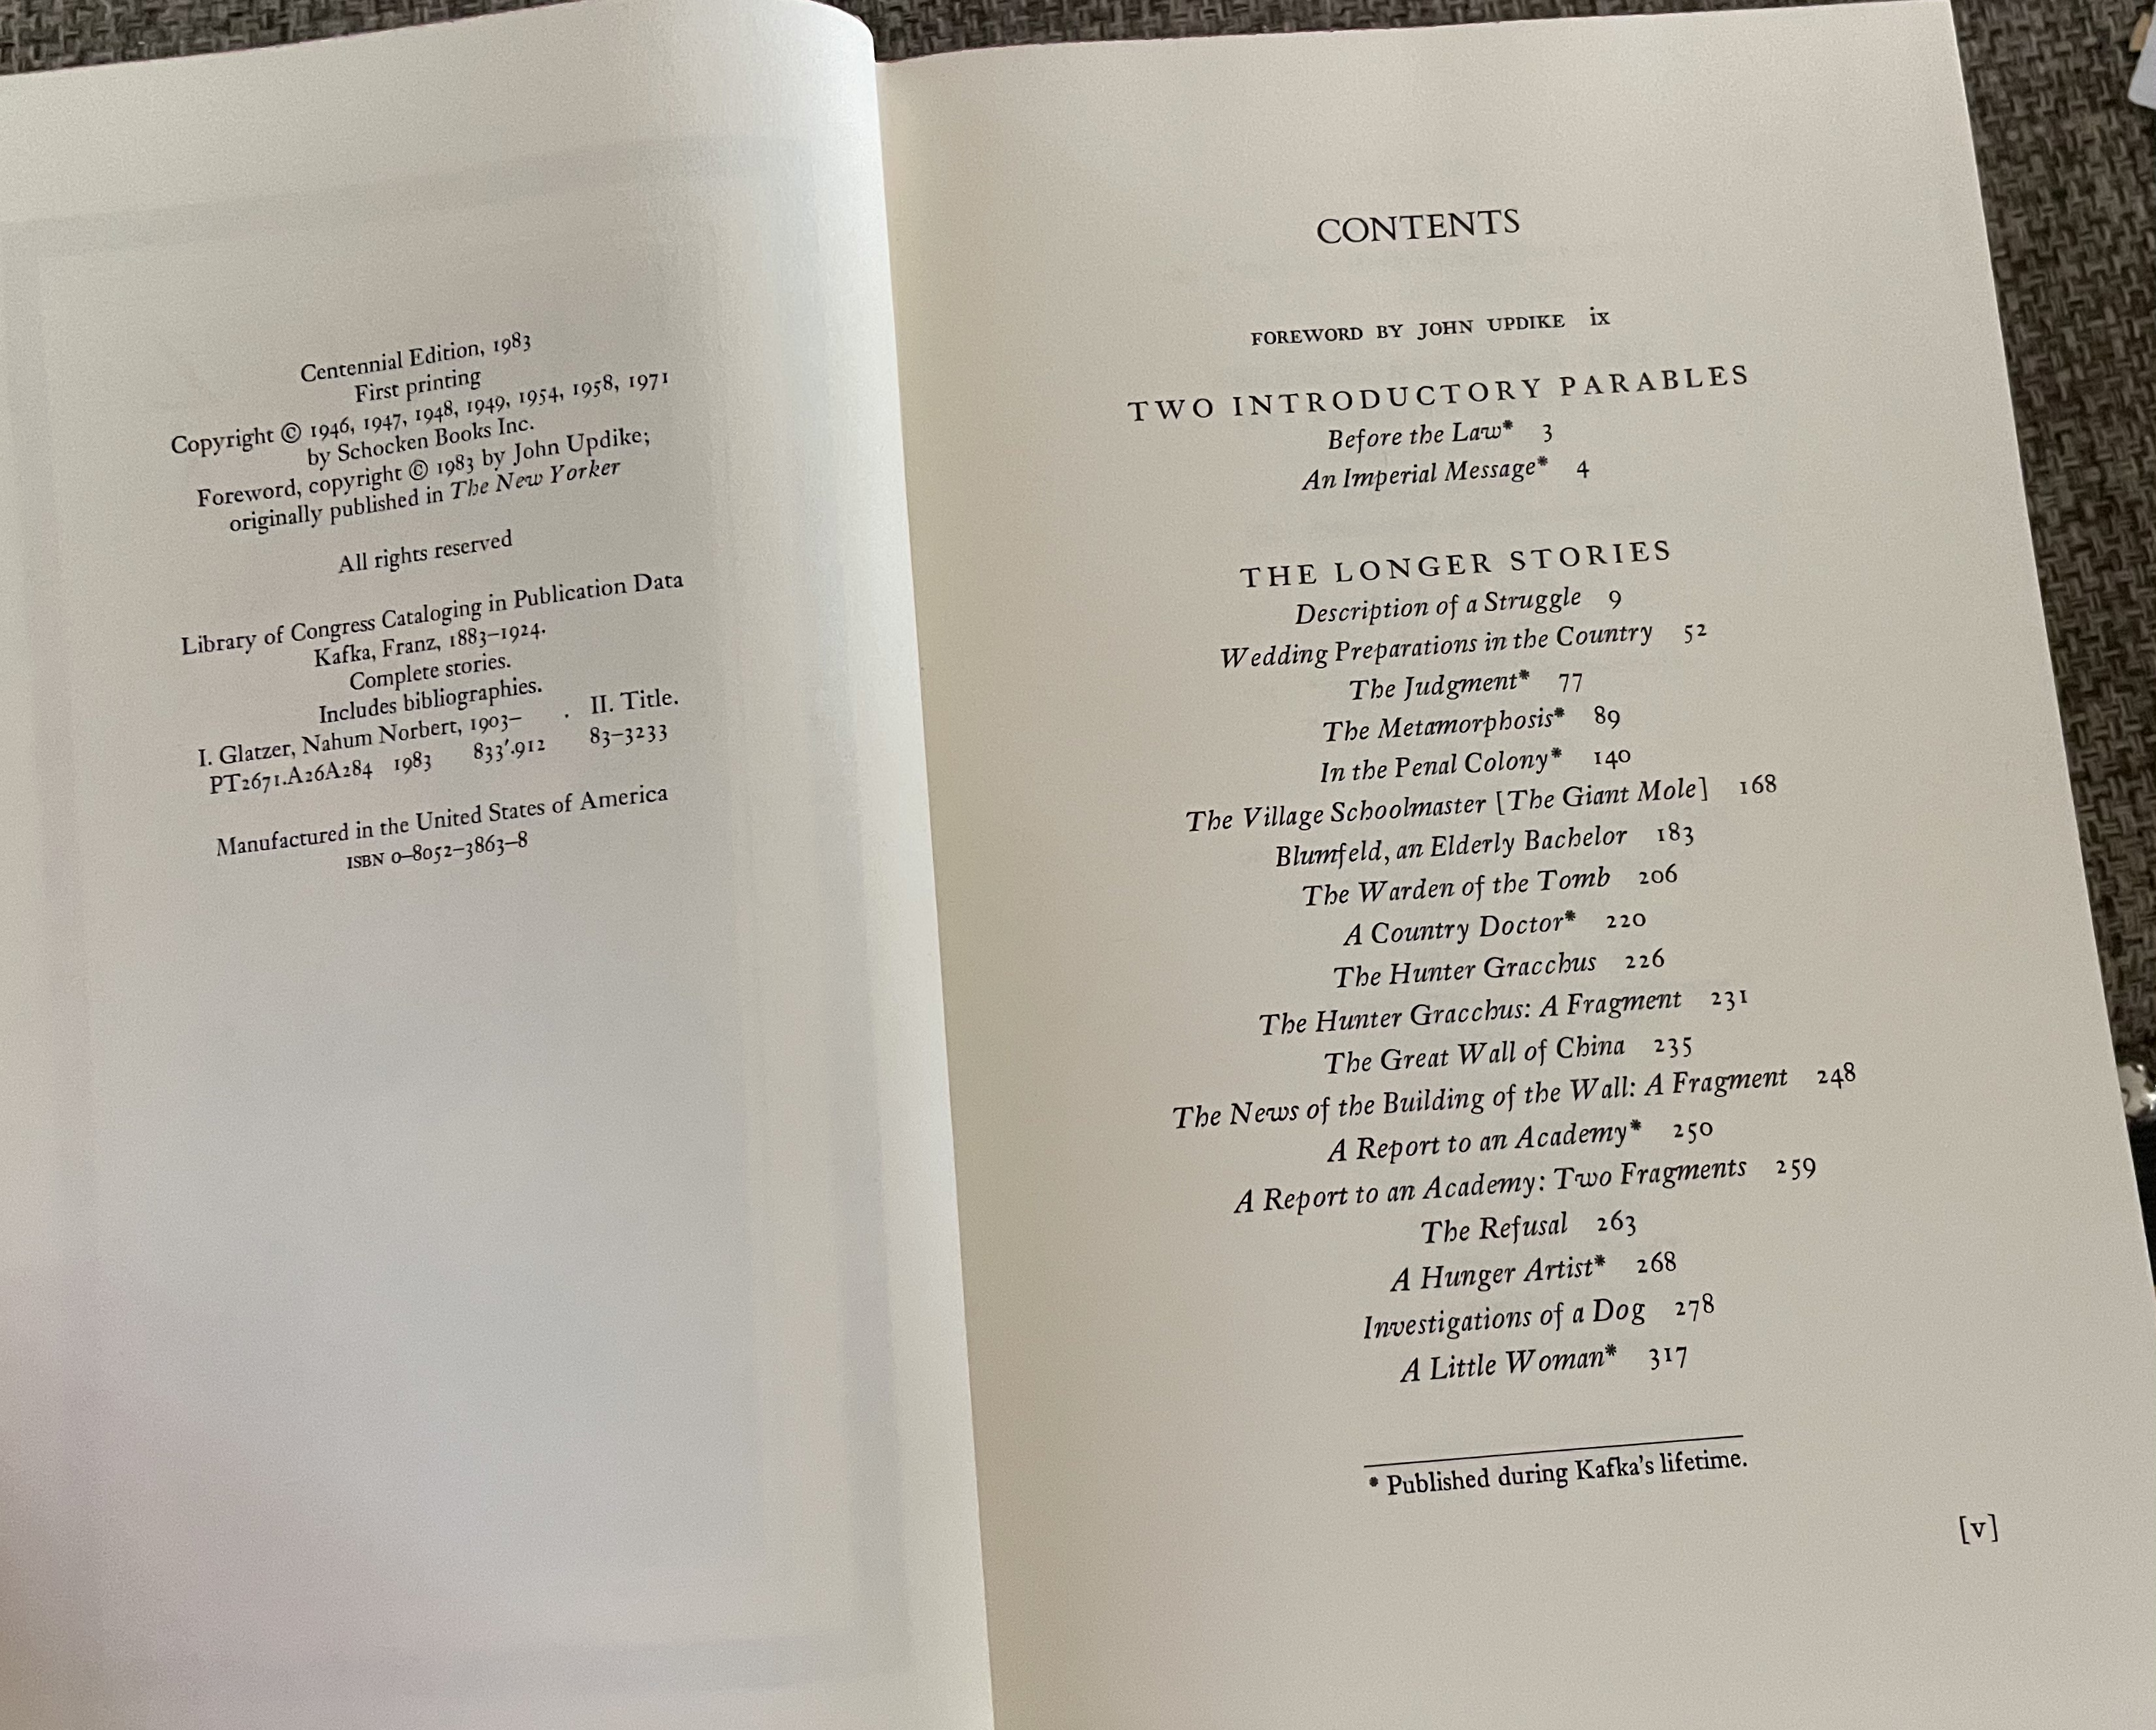 Centennial Edition, 1983
First printing
Copyright © 1946, 1947, 1948, 1949, 1954, 1958, 1971
by Schocken Books Inc.
Foreword, copyright © 1983 by John Updike;
originally published in The New Yorker
All rights reserved
Library of Congress Cataloging in Publication Data
Kafka, Franz, 1883–1924.
Complete stories.
Includes bibliographies.
I. Glatzer, Nahum Norbert, 1903– . II. Title.
PT2671.A26A284 1983 833'.912 83–3233
Manufactured in the United States of America
ISBN 0–8052–3863–8
CONTENTS
FOREWORD BY JOHN UPDIKE ix
TWO INTRODUCTORY PARABLES
Before the Law* 3
An Imperial Message* 4
THE LONGER STORIES
Description of a Struggle 9
Wedding Preparations in the Country 52
The Judgment* 77
The Metamorphosis* 89
In the Penal Colony* 140
The Village Schoolmaster [The Giant Mole] 168
Blumfeld, an Elderly Bachelor 183
The Warden of the Tomb 206
A Country Doctor* 220
The Hunter Gracchus 226
The Hunter Gracchus: A Fragment 231
The Great Wall of China 235
The News of the Building of the Wall: A Fragment 248
A Report to an Academy* 250
A Report to an Academy: Two Fragments 259
The Refusal 263
A Hunger Artist* 268
Investigations of a Dog 278
A Little Woman* 317
* Published during Kafka's lifetime.
[v]